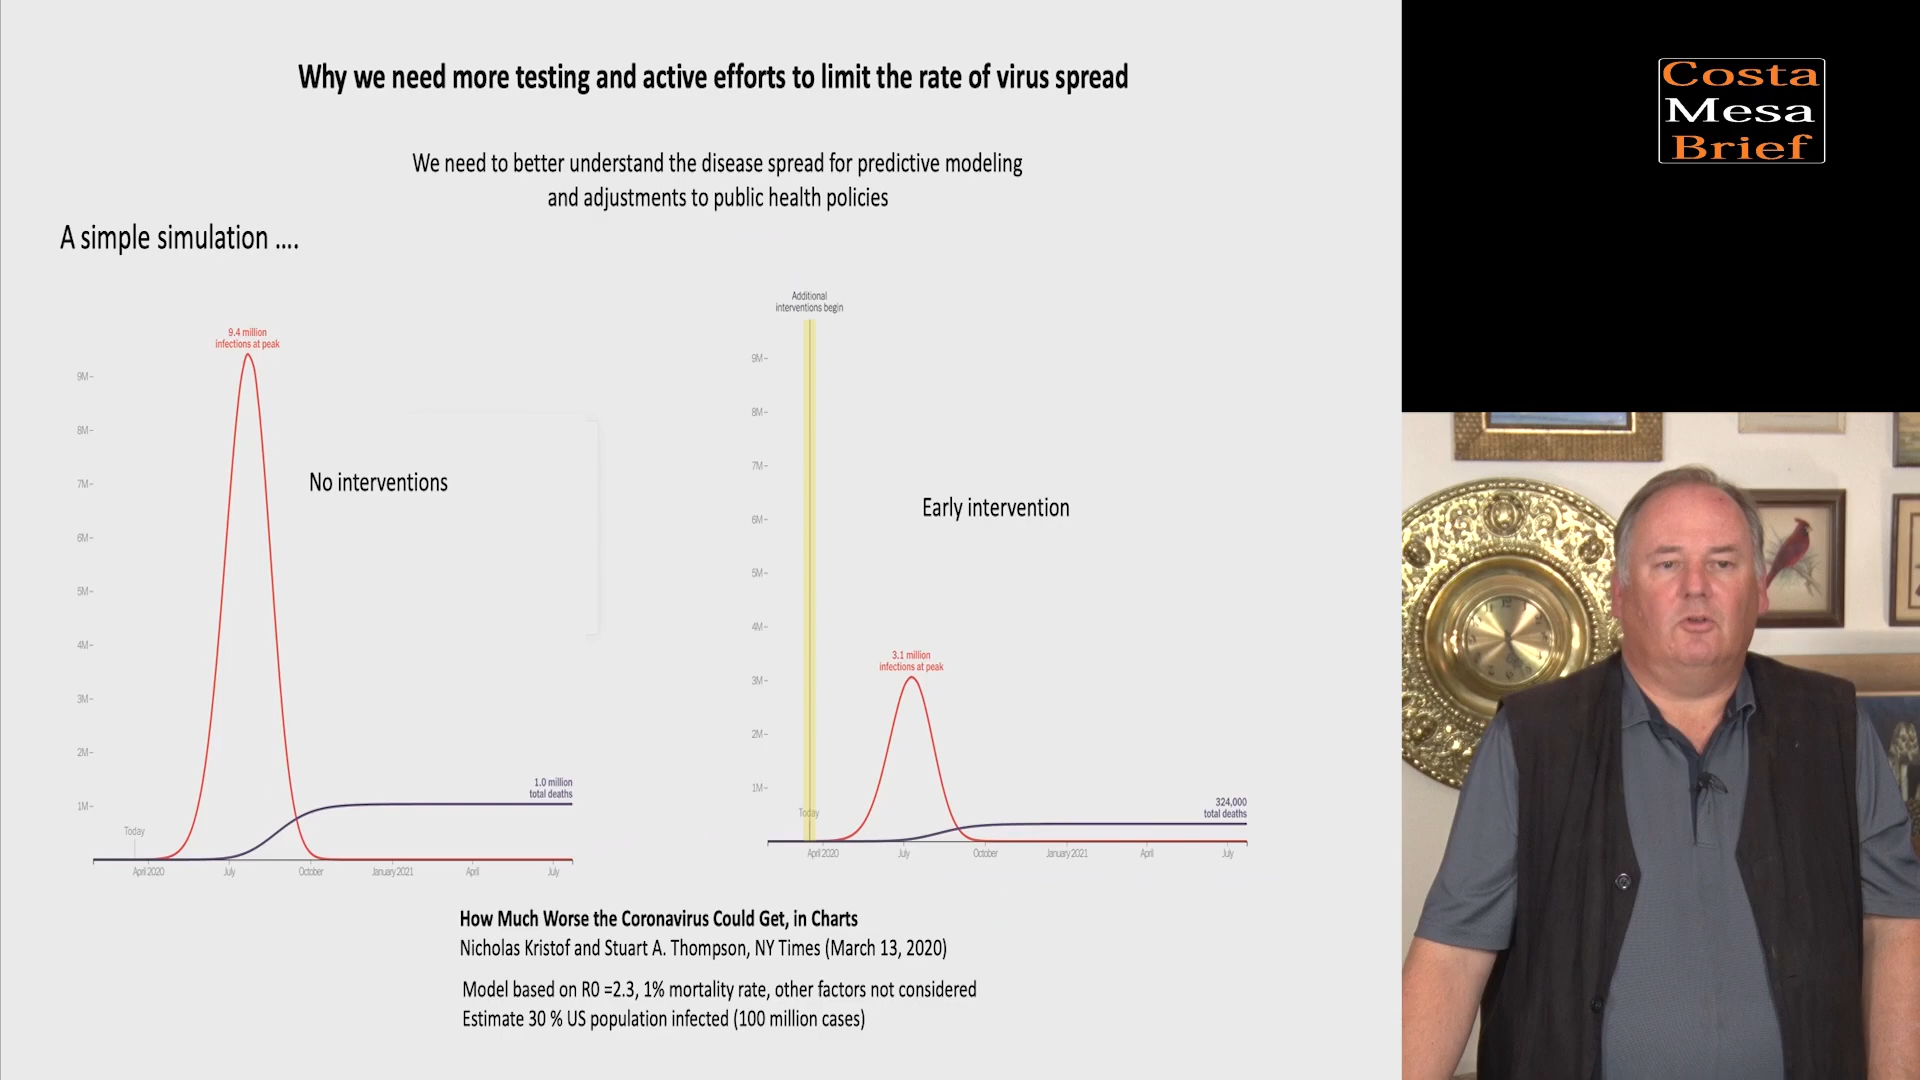 Why we need more testing and active efforts to limit the rate of virus spread
We need to better understand the disease spread for predictive modeling
and adjustments to public health policies
A simple simulation ....
9.4 million
infections at peak
9M
8M
7M
6M
5M
4M
3M
2M
1M
No interventions
1.0 million
total deaths
Today
April 2020
July
October
January 2021
April
July
Additional
interventions begin
9M
8M
7M
6M
5M
4M
3M
2M
1M
Early intervention
3.1 million
infections at peak
Today
324,000
total deaths
April 2020
July
October
January 2021
April
July
How Much Worse the Coronavirus Could Get, in Charts
Nicholas Kristof and Stuart A. Thompson, NY Times (March 13, 2020)
Model based on R0 =2.3, 1% mortality rate, other factors not considered
Estimate 30 % US population infected (100 million cases)
Costa
Mesa
Brief